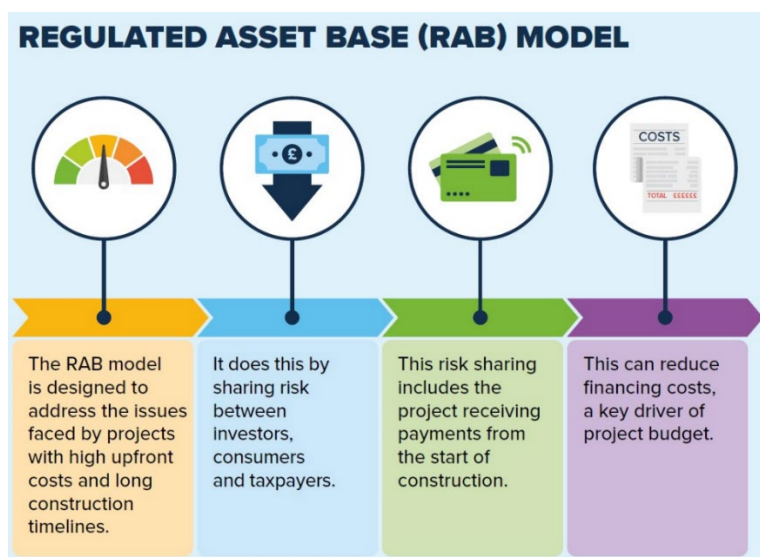 REGULATED ASSET BASE (RAB) MODEL
£
COSTS
TOTAL £££££££
The RAB model
is designed to
address the issues
faced by projects
with high upfront
costs and long
construction
timelines.
It does this by
sharing risk
between
investors,
consumers
and taxpayers.
This risk sharing
includes the
project receiving
payments from
the start of
construction.
This can reduce
financing costs,
a key driver of
project budget.